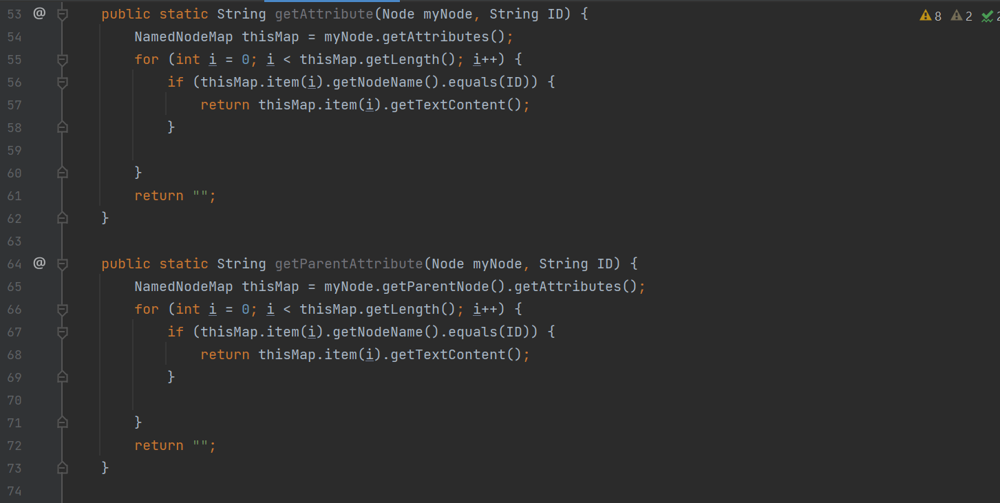 53 @ public static String getAttribute(Node myNode, String ID) { 8 2 2
54 NamedNodeMap thisMap = myNode.getAttributes();
55 for (int i = 0; i < thisMap.getLength(); i++) {
56 if (thisMap.item(i).getNodeName().equals(ID)) {
57 return thisMap.item(i).getTextContent();
58 }
59
60 }
61 return "";
62 }
63
64 @ public static String getParentAttribute(Node myNode, String ID) {
65 NamedNodeMap thisMap = myNode.getParentNode().getAttributes();
66 for (int i = 0; i < thisMap.getLength(); i++) {
67 if (thisMap.item(i).getNodeName().equals(ID)) {
68 return thisMap.item(i).getTextContent();
69 }
70
71 }
72 return "";
73 }
74